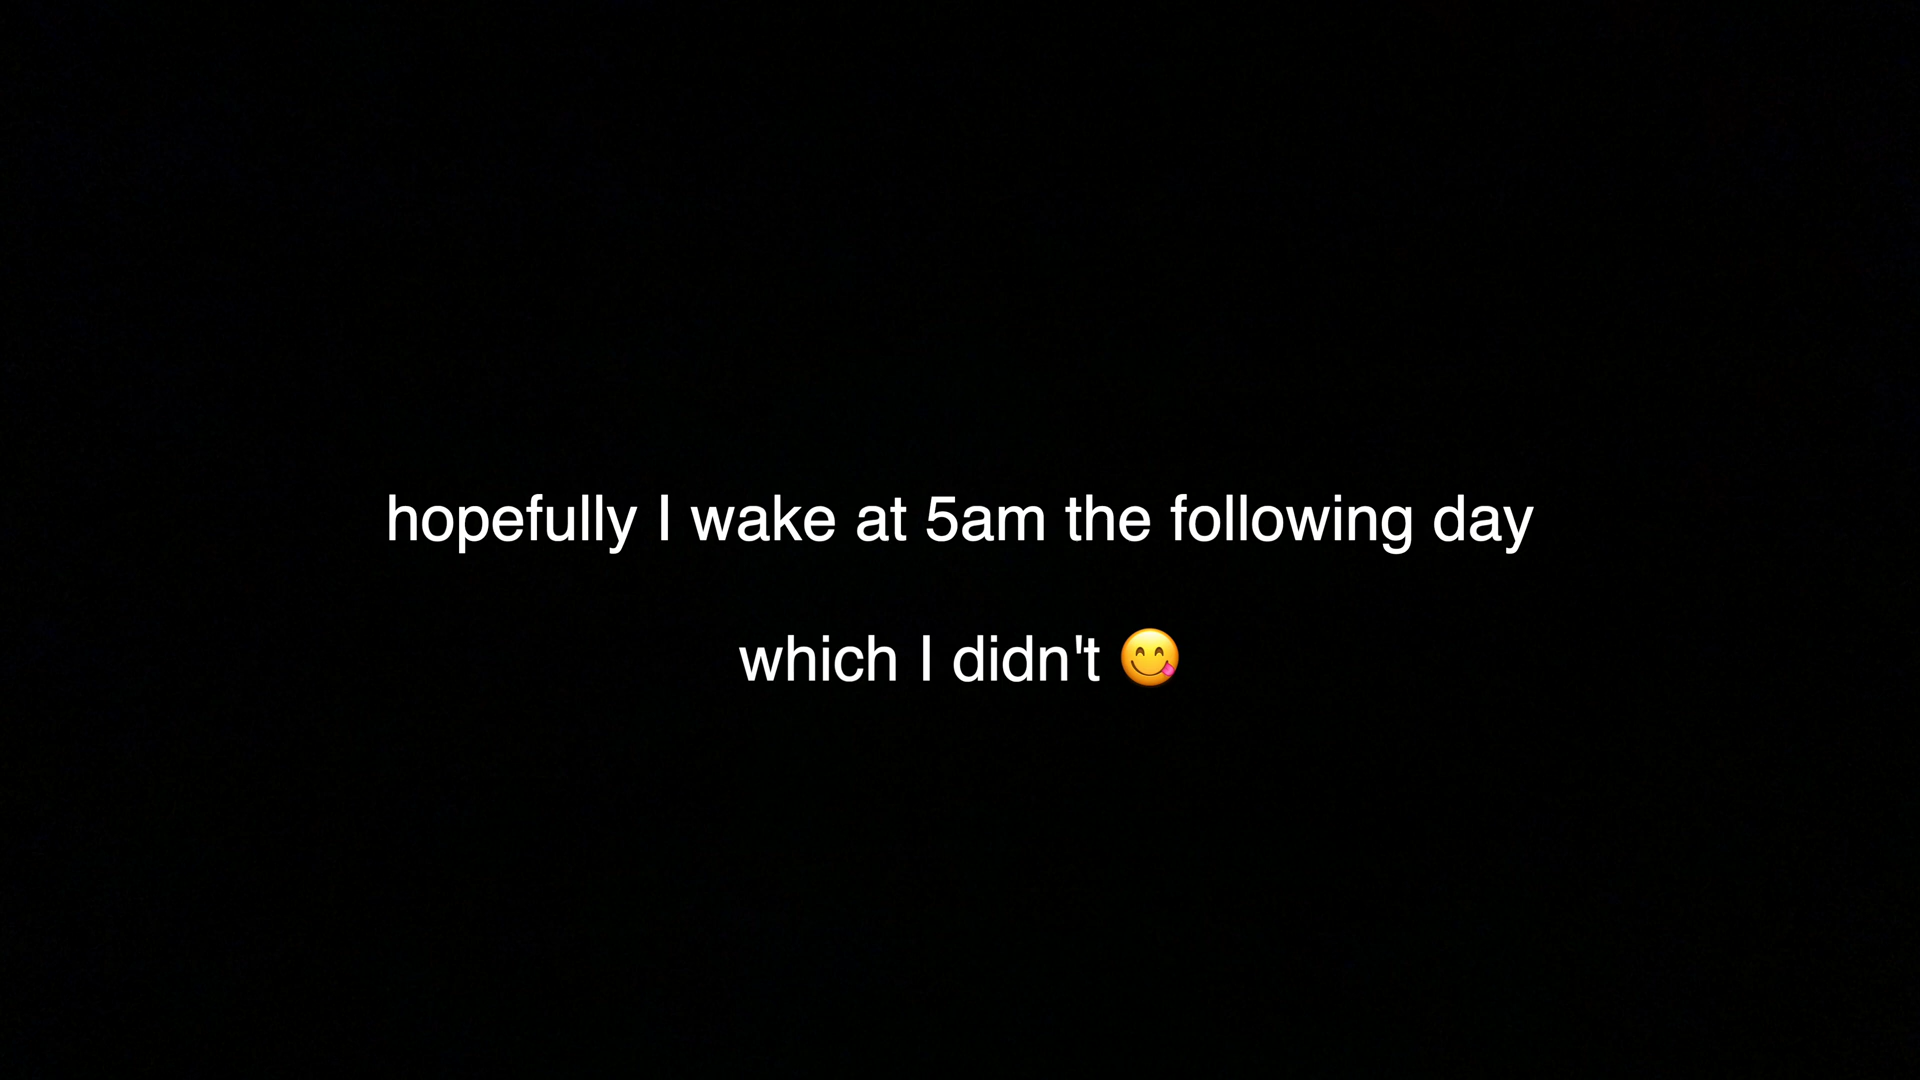 hopefully I wake at 5am the following day
which I didn't 😋